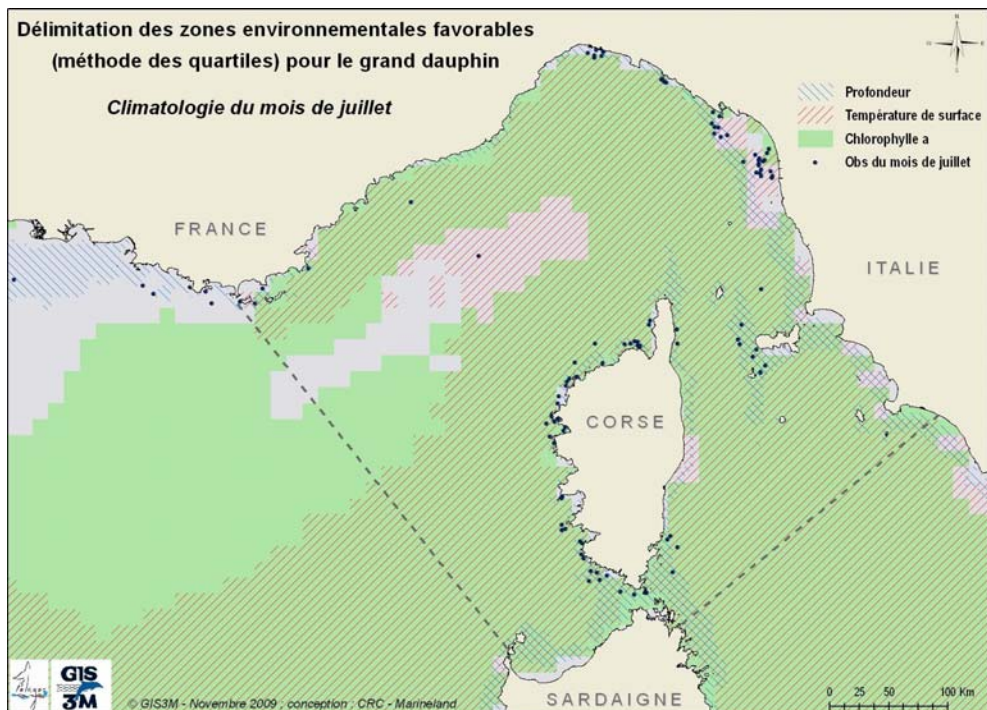 Délimitation des zones environnementales favorables
(méthode des quartiles) pour le grand dauphin
Climatologie du mois de juillet
N
Profondeur
Température de surface
Chlorophylle a
Obs du mois de juillet
FRANCE
ITALIE
CORSE
SARDAIGNE
Pelagos
GIS
3M
© GIS3M - Novembre 2009 ; conception : CRC - Marineland
0 25 50 100 Km